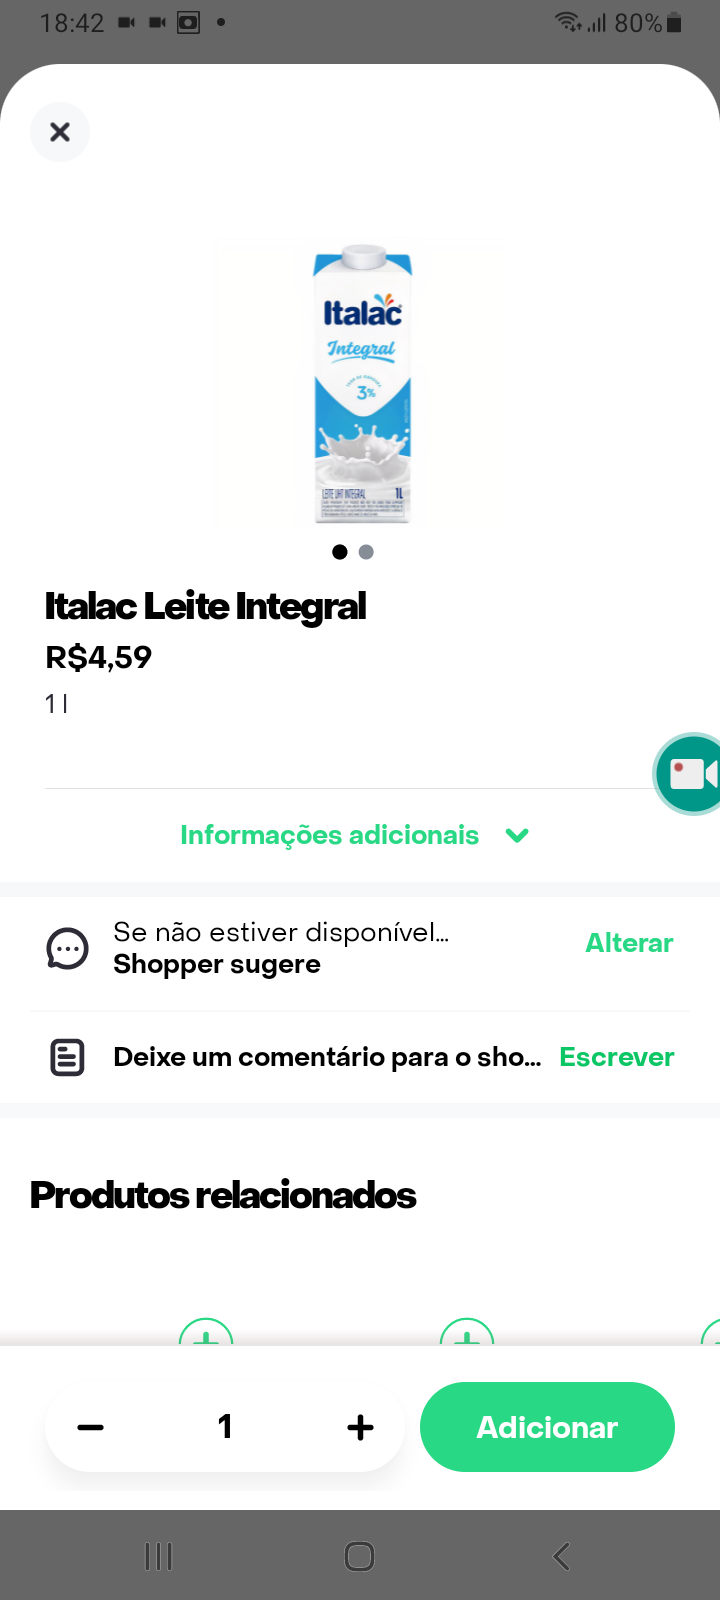 18:42
80%
Italac
Integral
3%
LEITE UHT INTEGRAL 1L
Italac Leite Integral
R$4,59
1 l
Informações adicionais
Se não estiver disponível...
Alterar
Shopper sugere
Deixe um comentário para o sho... Escrever
Produtos relacionados
1
Adicionar